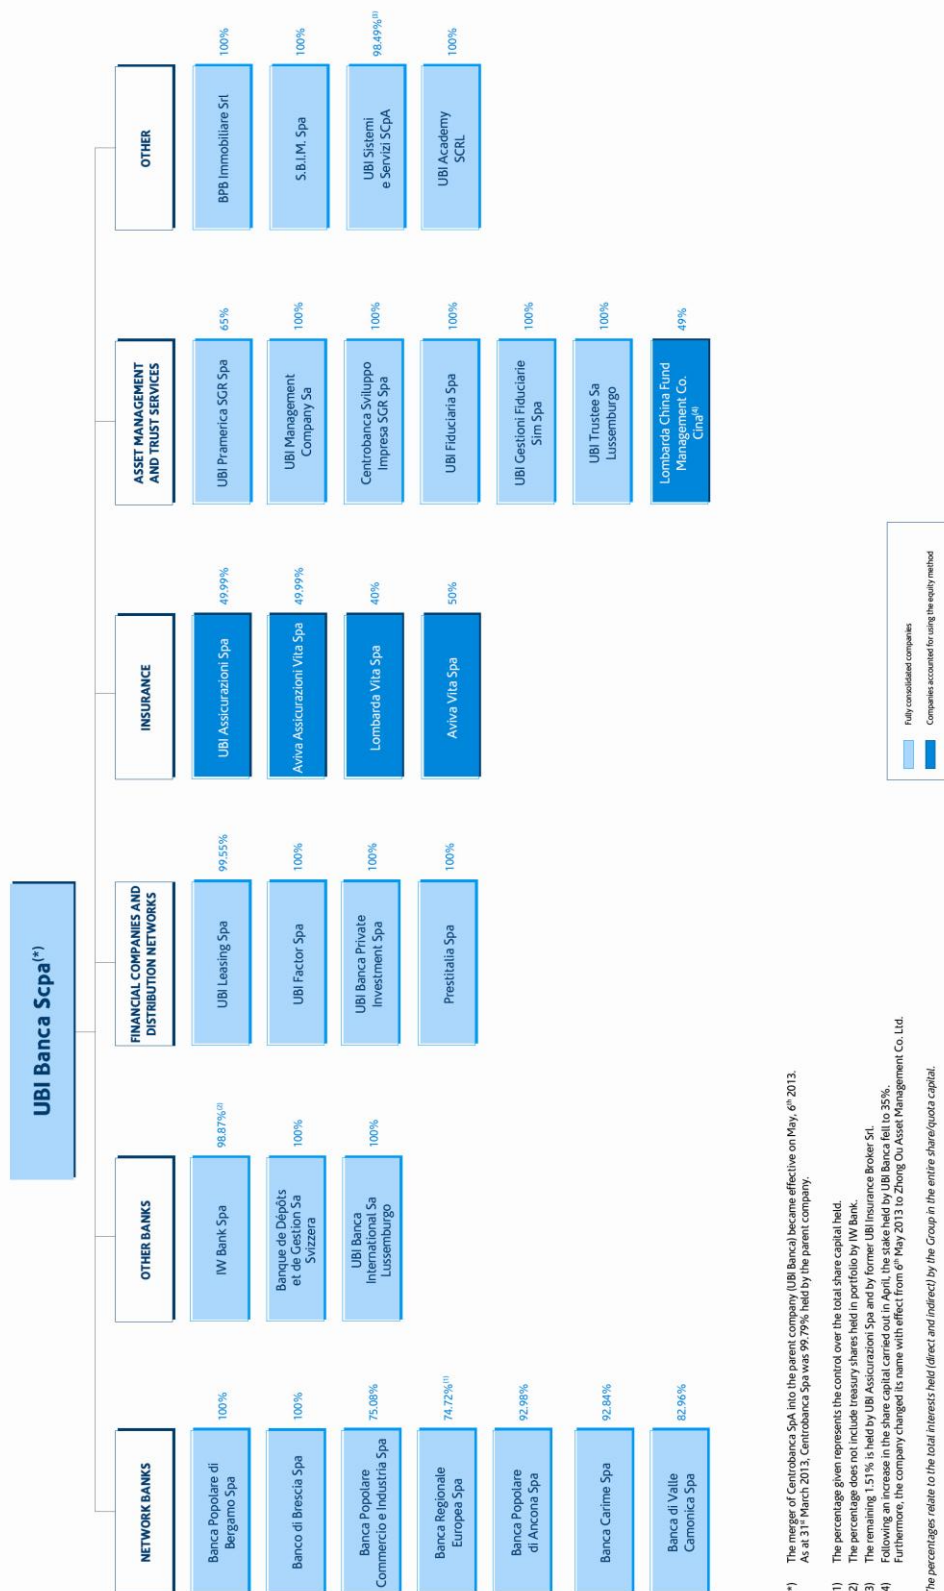 UBI Banca Scpa(*)
NETWORK BANKS
Banca Popolare di
Bergamo Spa
100%
Banco di Brescia Spa
100%
Banca Popolare
Commercio e Industria Spa
75.08%
Banca Regionale
Europea Spa
74.72%(1)
Banca Popolare
di Ancona Spa
92.98%
Banca Carime Spa
92.84%
Banca di Valle
Camonica Spa
82.96%
OTHER BANKS
IW Bank Spa
98.87%(2)
Banque de Dépôts
et de Gestion Sa
Svizzera
100%
UBI Banca
International Sa
Lussemburgo
100%
FINANCIAL COMPANIES AND
DISTRIBUTION NETWORKS
UBI Leasing Spa
99.55%
UBI Factor Spa
100%
UBI Banca Private
Investment Spa
100%
Prestitalia Spa
100%
INSURANCE
UBI Assicurazioni Spa
49.99%
Aviva Assicurazioni Vita Spa
49.99%
Lombarda Vita Spa
40%
Aviva Vita Spa
50%
ASSET MANAGEMENT
AND TRUST SERVICES
UBI Pramerica SGR Spa
65%
UBI Management
Company Sa
100%
Centrobanca Sviluppo
Impresa SGR Spa
100%
UBI Fiduciaria Spa
100%
UBI Gestioni Fiduciarie
Sim Spa
100%
UBI Trustee Sa
Lussemburgo
100%
Lombarda China Fund
Management Co.
Cina(4)
49%
OTHER
BPB Immobiliare Srl
100%
S.B.I.M. Spa
100%
UBI Sistemi
e Servizi SCpA
98.49%(3)
UBI Academy
SCRL
100%
*) The merger of Centrobanca SpA into the parent company (UBI Banca) became effective on May, 6th 2013.
As at 31st March 2013, Centrobanca Spa was 99.79% held by the parent company.
1) The percentage given represents the control over the total share capital held.
2) The percentage does not include treasury shares held in portfolio by IW Bank.
3) The remaining 1.51% is held by UBI Assicurazioni Spa and by former UBI Insurance Broker Srl.
4) Following an increase in the share capital carried out in April, the stake held by UBI Banca fell to 35%.
Furthermore, the company changed its name with effect from 6th May 2013 to Zhong Ou Asset Management Co. Ltd.
he percentages relate to the total interests held (direct and indirect) by the Group in the entire share/quota capital.
Fully consolidated companies
Companies accounted for using the equity method